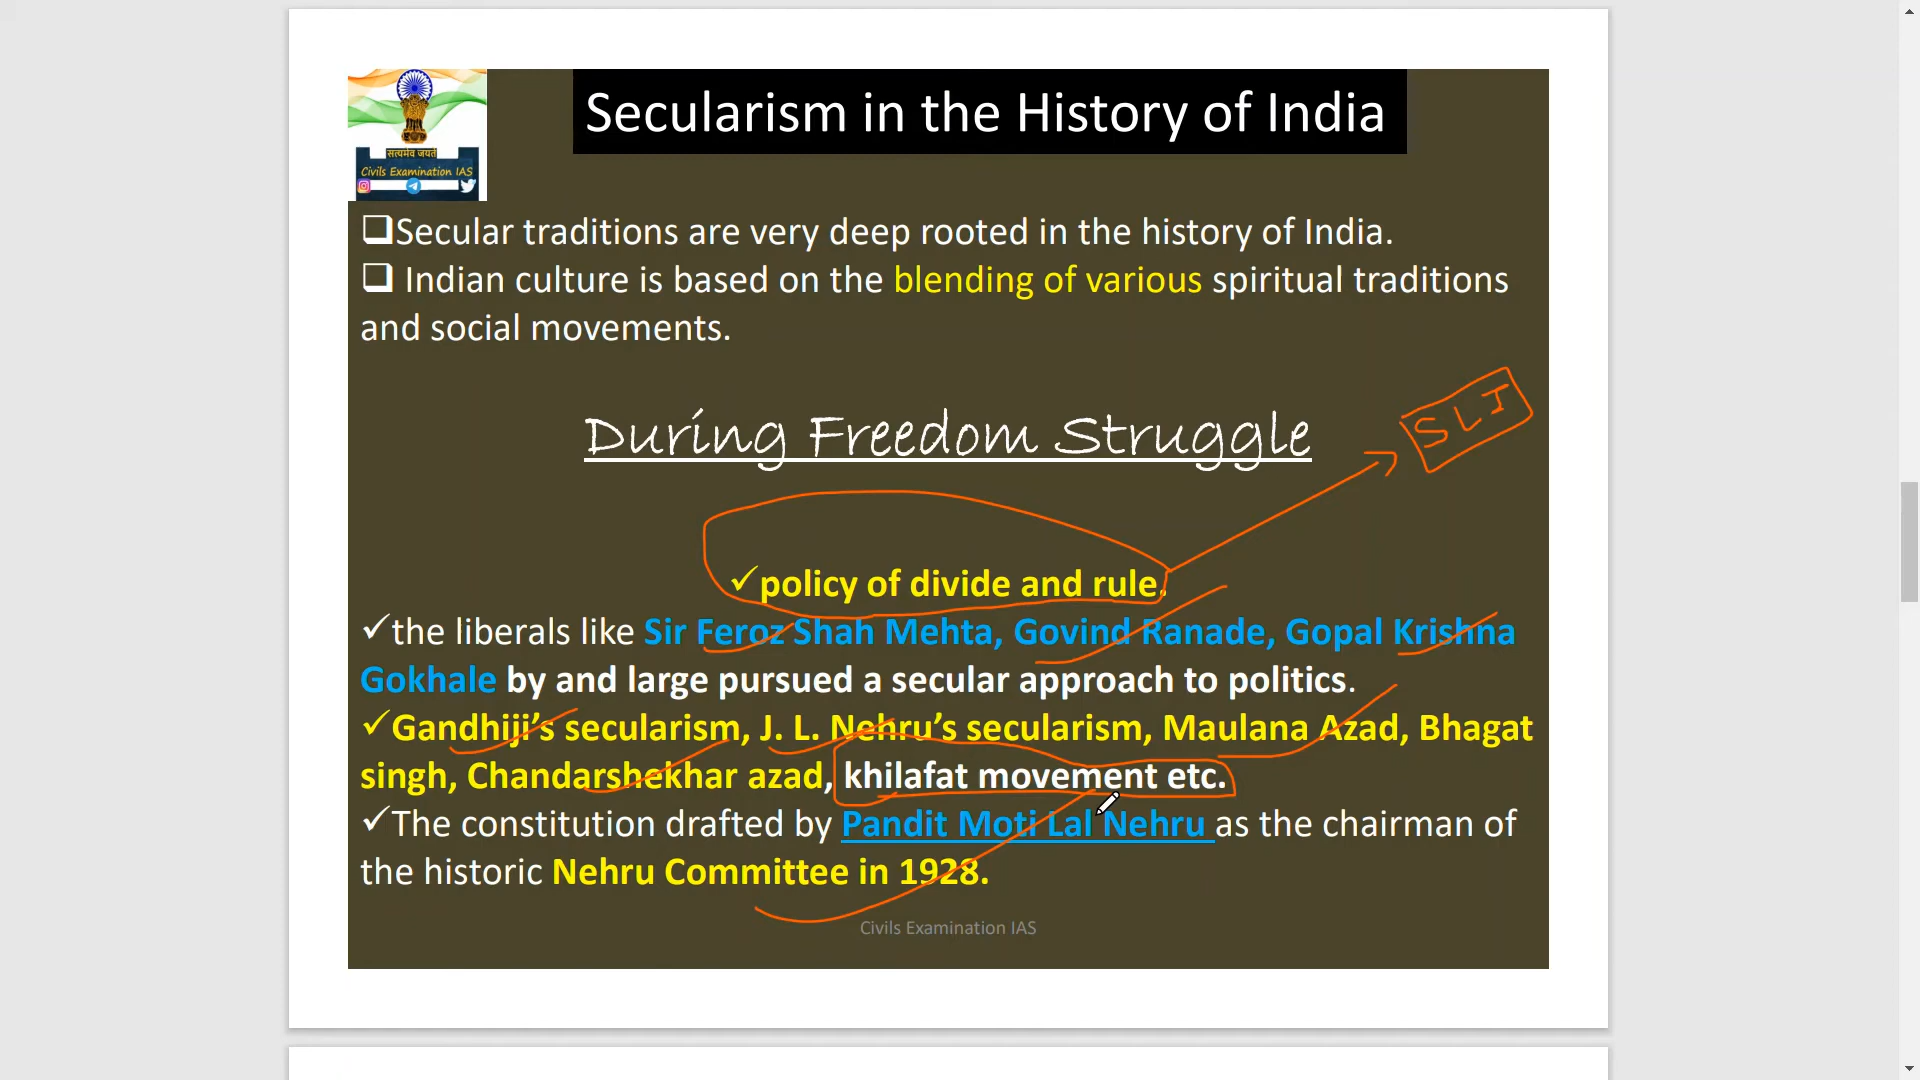 Secularism in the History of India
सत्यमेव जयते
Civils Examination IAS
Secular traditions are very deep rooted in the history of India.
Indian culture is based on the blending of various spiritual traditions
and social movements.
SLI
During Freedom Struggle
✓policy of divide and rule.
✓the liberals like Sir Feroz Shah Mehta, Govind Ranade, Gopal Krishna
Gokhale by and large pursued a secular approach to politics.
✓Gandhiji’s secularism, J. L. Nehru’s secularism, Maulana Azad, Bhagat
singh, Chandarshekhar azad, khilafat movement etc.
✓The constitution drafted by Pandit Moti Lal Nehru as the chairman of
the historic Nehru Committee in 1928.
Civils Examination IAS